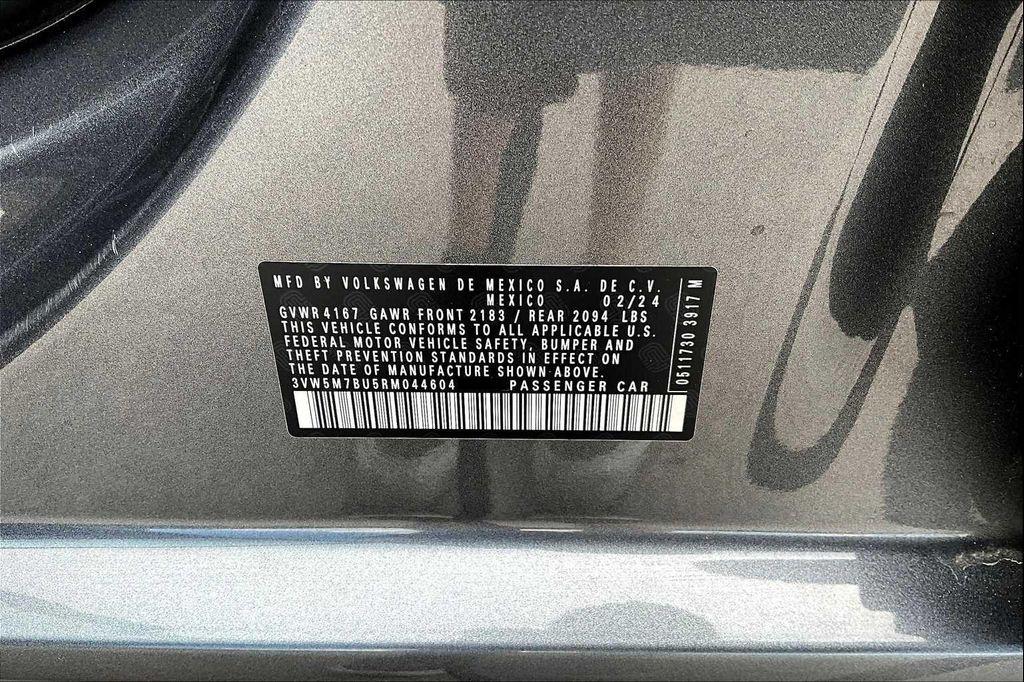 MFD BY VOLKSWAGEN DE MEXICO S.A. DE C.V.
MEXICO 02/24
GVWR 4167 GAWR FRONT 2183 / REAR 2094 LBS
THIS VEHICLE CONFORMS TO ALL APPLICABLE U.S.
FEDERAL MOTOR VEHICLE SAFETY, BUMPER AND
THEFT PREVENTION STANDARDS IN EFFECT ON
THE DATE OF MANUFACTURE SHOWN ABOVE.
3VW5M7BU5RM044604 PASSENGER CAR
0511730 3917 M